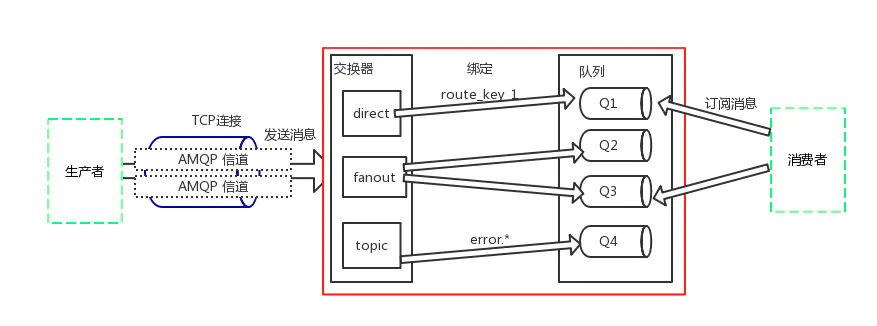 生产者
TCP连接
AMQP 信道
AMQP 信道
发送消息
交换器
direct
fanout
topic
绑定
route_key_1
error.*
队列
Q1
Q2
Q3
Q4
订阅消息
消费者